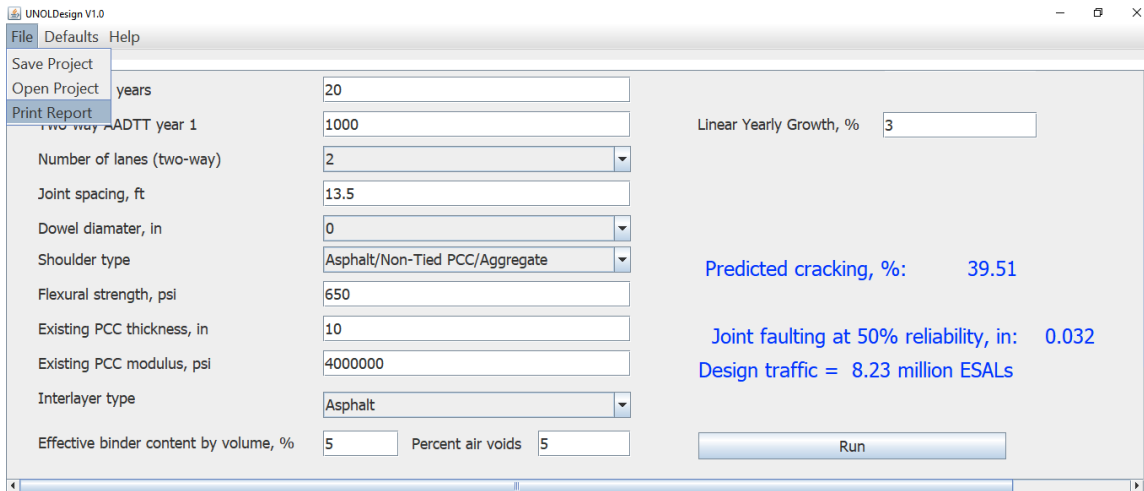 UNOLDesign V1.0
File Defaults Help
Save Project
Open Project
Print Report
years 20
AADTT year 1 1000 Linear Yearly Growth, % 3
Number of lanes (two-way) 2
Joint spacing, ft 13.5
Dowel diamater, in 0
Shoulder type Asphalt/Non-Tied PCC/Aggregate
Predicted cracking, %: 39.51
Flexural strength, psi 650
Existing PCC thickness, in 10
Joint faulting at 50% reliability, in: 0.032
Existing PCC modulus, psi 4000000
Design traffic = 8.23 million ESALs
Interlayer type Asphalt
Effective binder content by volume, % 5 Percent air voids 5 Run